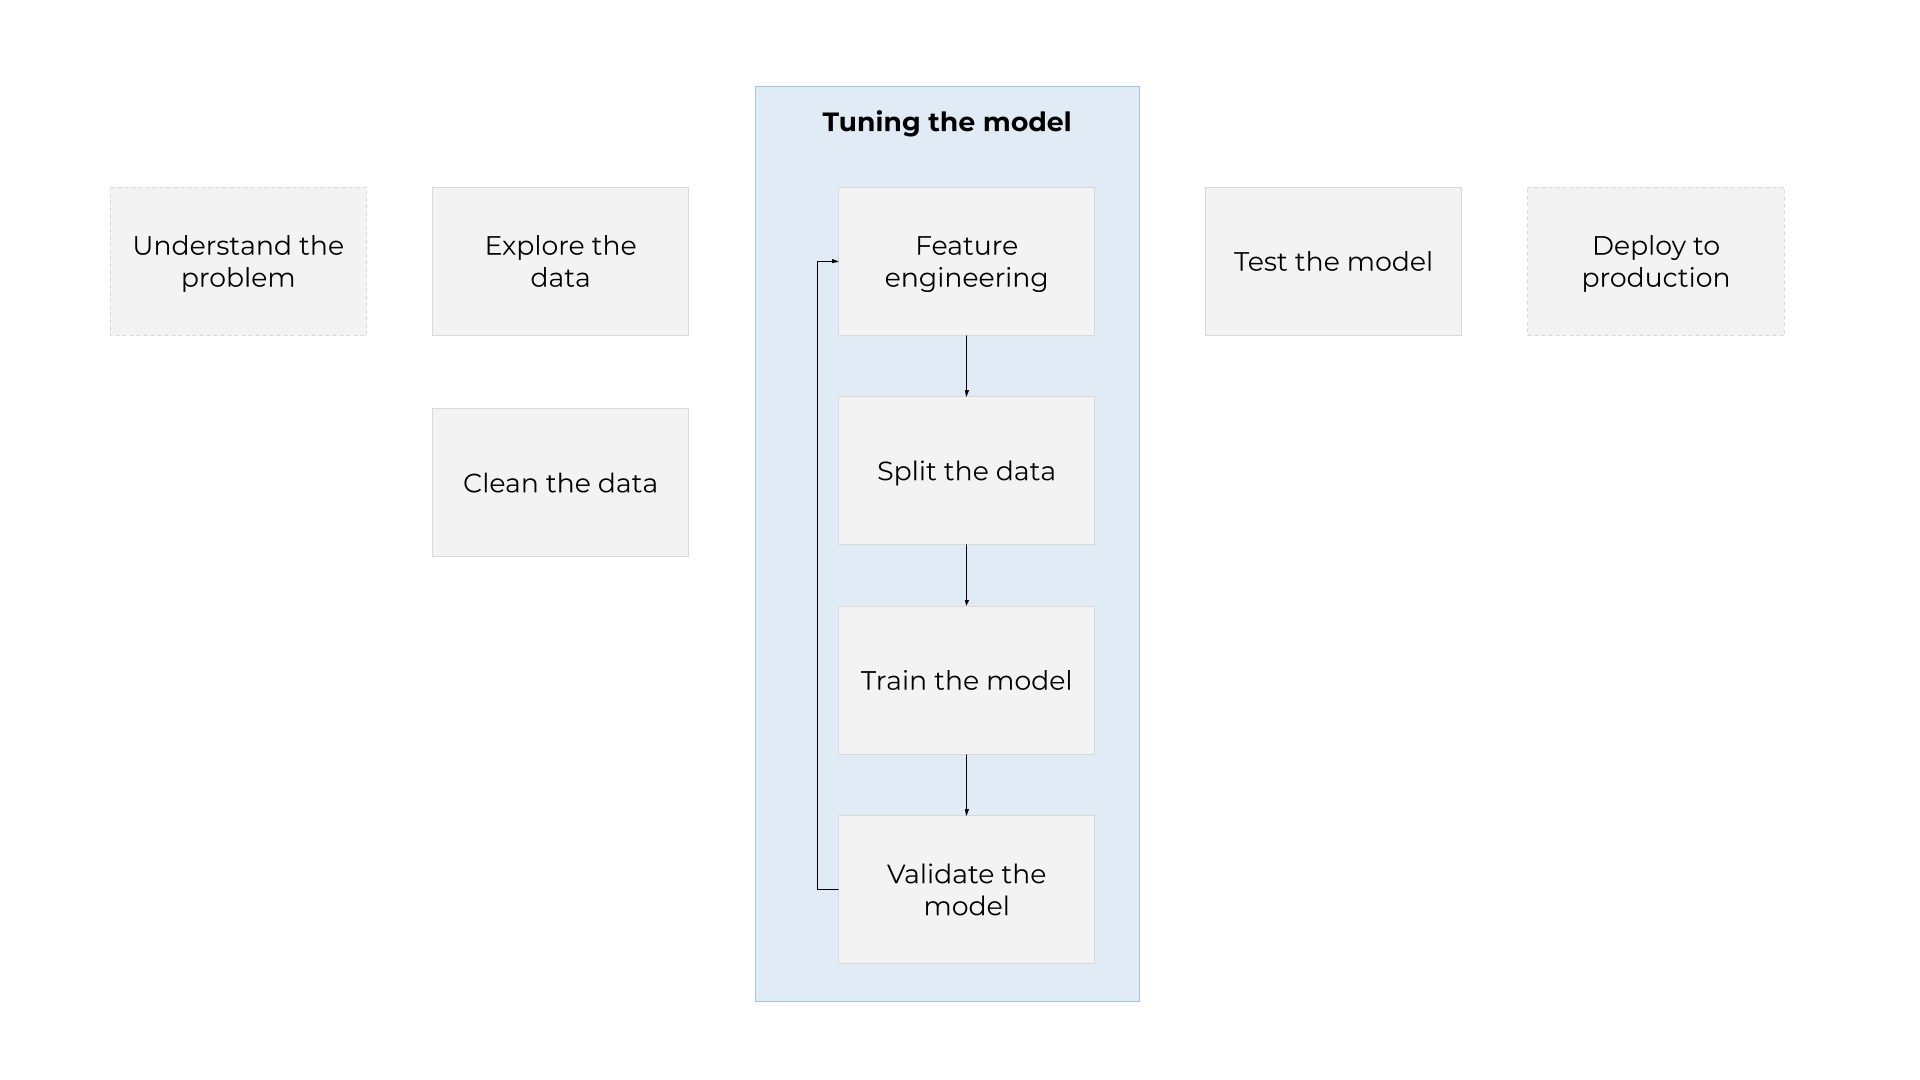 Tuning the model
Understand the
problem
Explore the
data
Clean the data
Feature
engineering
Split the data
Train the model
Validate the
model
Test the model
Deploy to
production